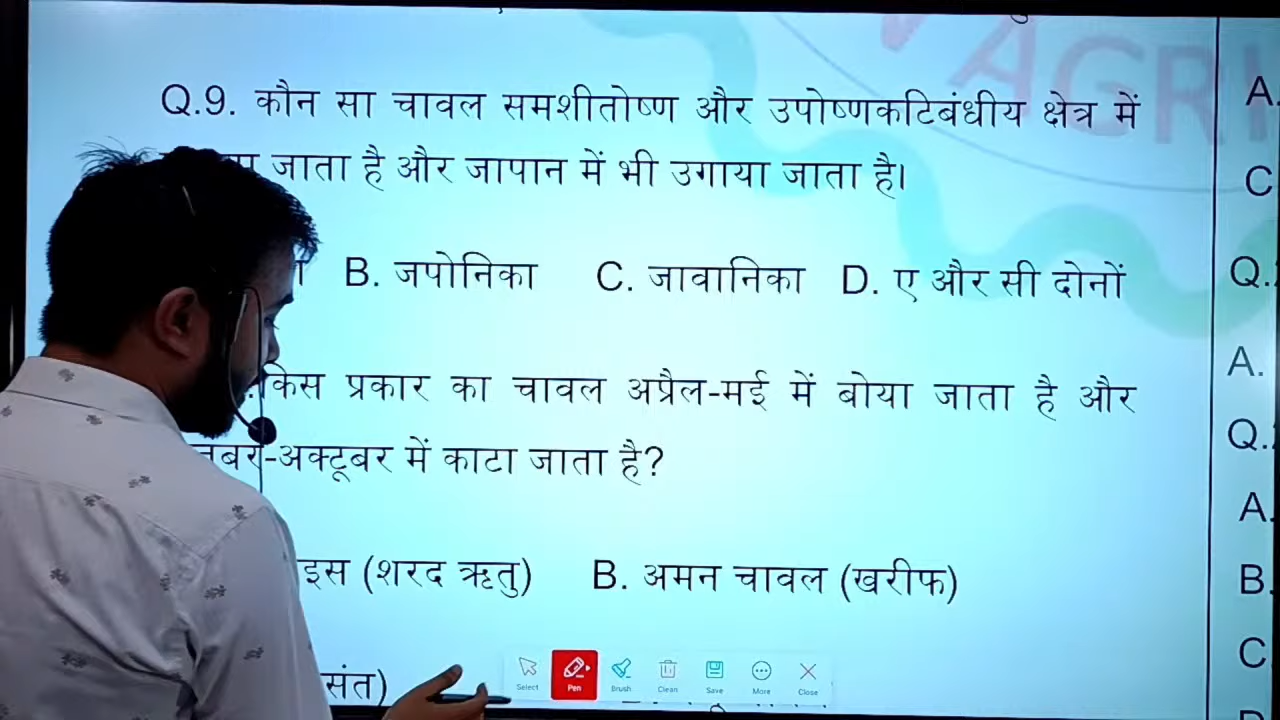 AGRI
Q.9. कौन सा चावल समशीतोष्ण और उपोष्णकटिबंधीय क्षेत्र में
जाता है और जापान में भी उगाया जाता है।
B. जपोनिका C. जावानिका D. ए और सी दोनों
किस प्रकार का चावल अप्रैल-मई में बोया जाता है और
अक्टूबर में काटा जाता है?
(शरद ऋतु) B. अमन चावल (खरीफ)
Select Pen Brush Clean Save More Close
A.
C
Q.
A.
Q.
A.
B.
C